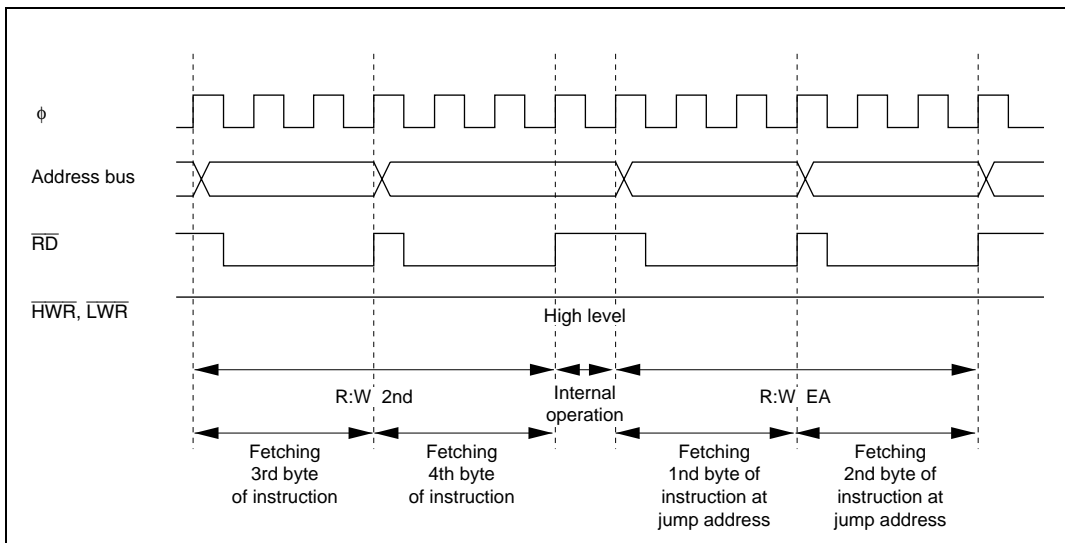 ϕ
Address bus
RD
HWR, LWR
High level
R:W 2nd
Internal
operation
R:W EA
Fetching
3rd byte
of instruction
Fetching
4th byte
of instruction
Fetching
1nd byte of
instruction at
jump address
Fetching
2nd byte of
instruction at
jump address